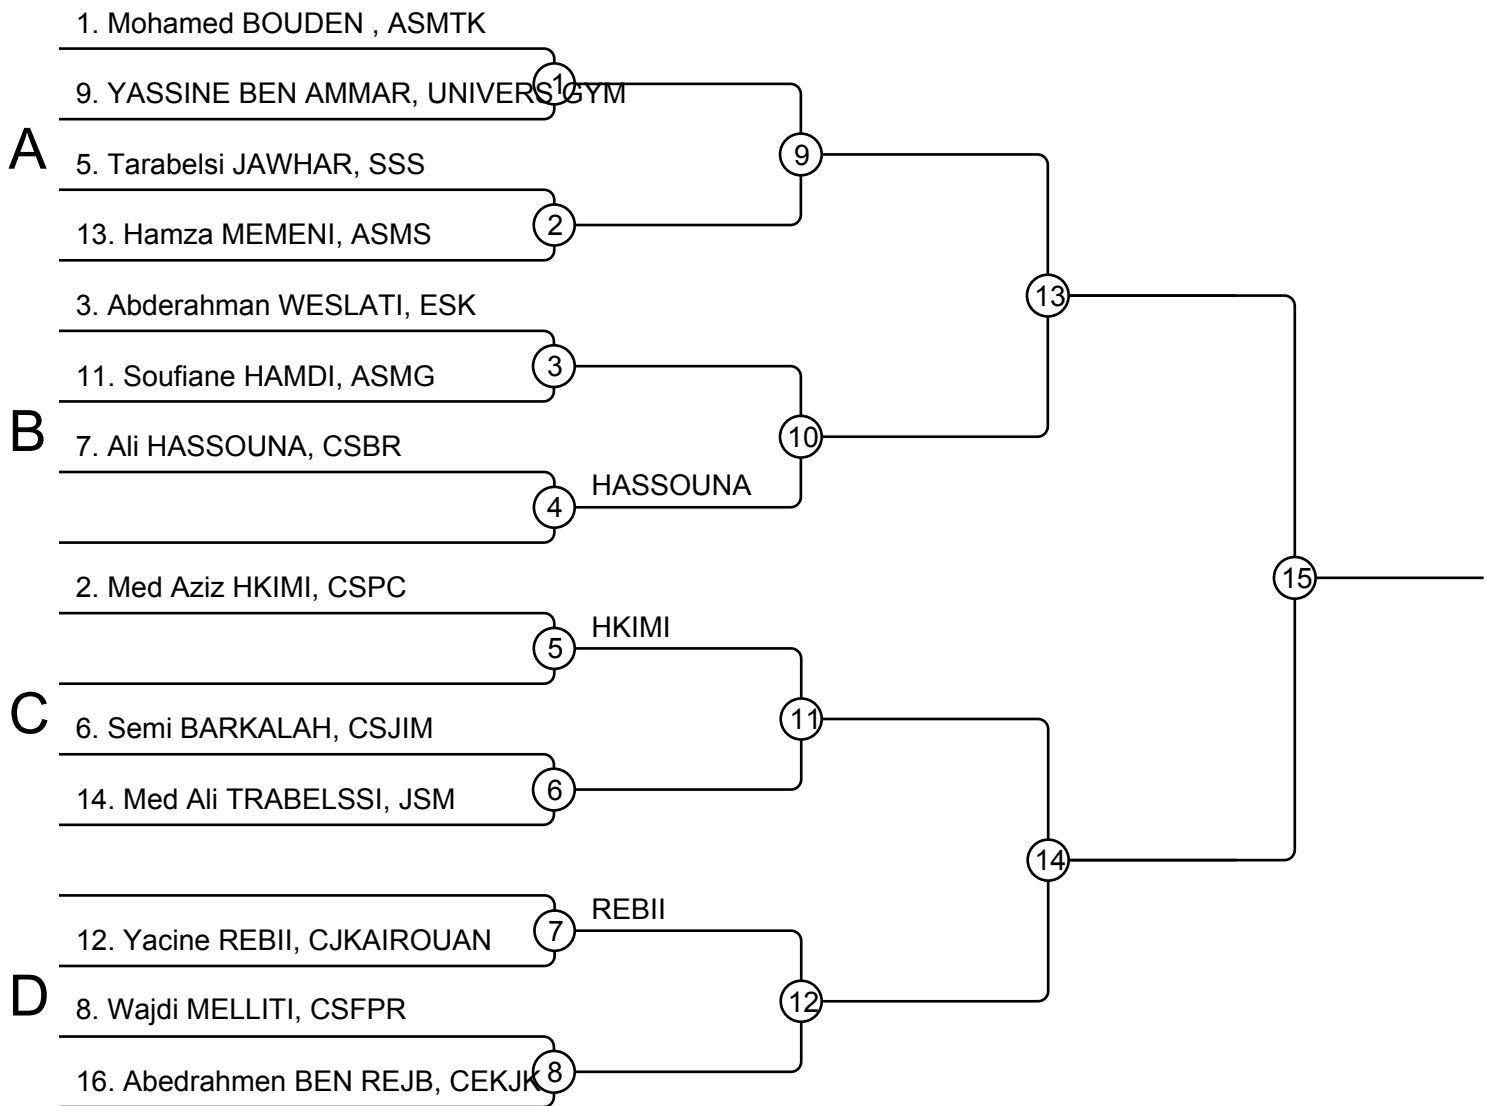 1. Mohamed BOUDEN , ASMTK
1
9. YASSINE BEN AMMAR, UNIVERS GYM
A
9
5. Tarabelsi JAWHAR, SSS
2
13. Hamza MEMENI, ASMS
3. Abderahman WESLATI, ESK
13
3
11. Soufiane HAMDI, ASMG
B
10
7. Ali HASSOUNA, CSBR
HASSOUNA
4
15
2. Med Aziz HKIMI, CSPC
HKIMI
5
C
11
6. Semi BARKALAH, CSJIM
6
14. Med Ali TRABELSSI, JSM
14
REBII
7
12. Yacine REBII, CJKAIROUAN
D
12
8. Wajdi MELLITI, CSFPR
8
16. Abedrahmen BEN REJB, CEKJK